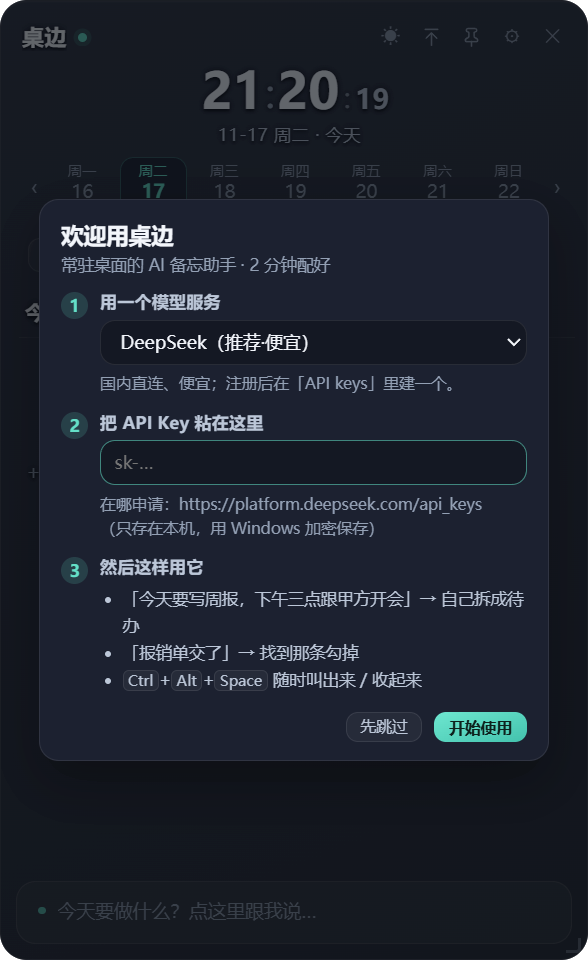 桌边
21:20:19
11-17 周二 · 今天
周一 周二 周三 周四 周五 周六 周日
16 17 18 19 20 21 22
欢迎用桌边
常驻桌面的 AI 备忘助手 · 2 分钟配好
1 用一个模型服务
DeepSeek（推荐·便宜）
国内直连、便宜；注册后在「API keys」里建一个。
2 把 API Key 粘在这里
sk-...
在哪申请：https://platform.deepseek.com/api_keys
（只存在本机，用 Windows 加密保存）
3 然后这样用它
• 「今天要写周报，下午三点跟甲方开会」→ 自己拆成待
办
• 「报销单交了」→ 找到那条勾掉
• Ctrl + Alt + Space 随时叫出来 / 收起来
先跳过 开始使用
今天要做什么？点这里跟我说...